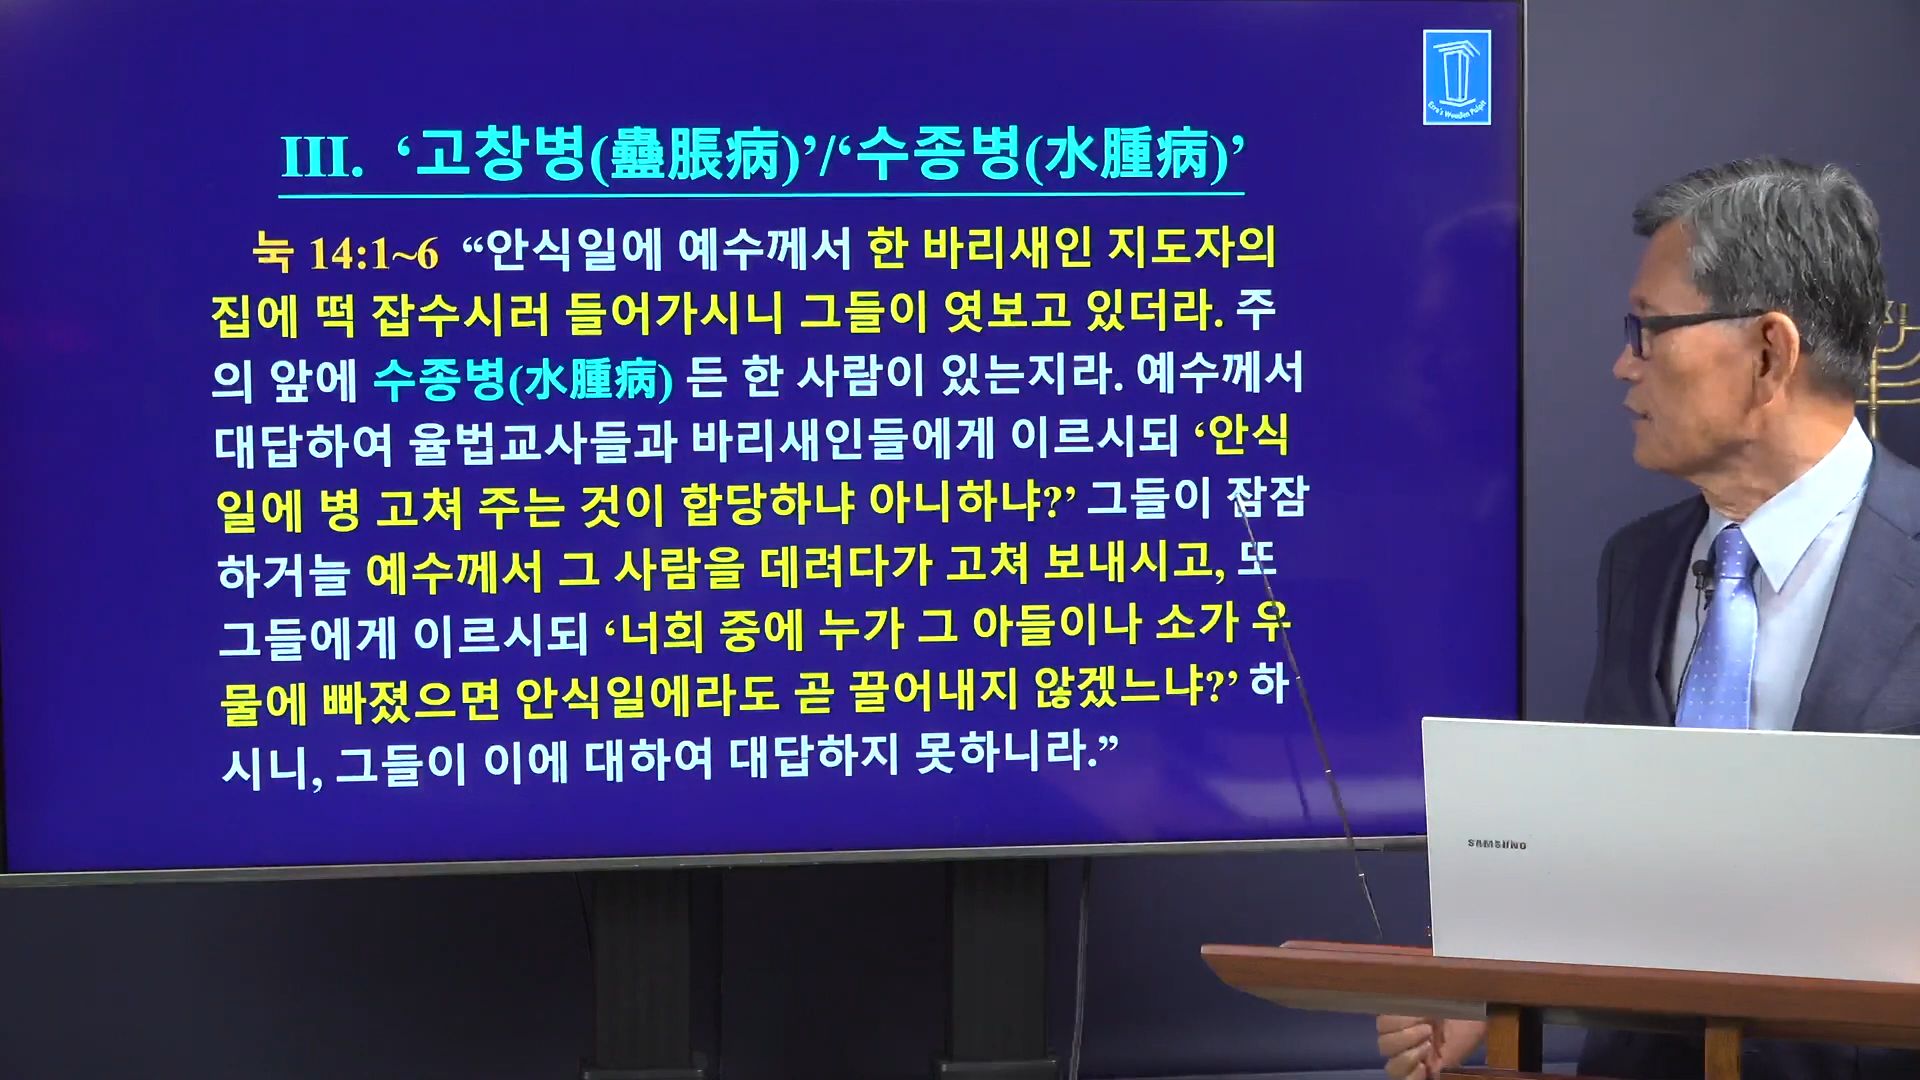 III. ‘고창병(蠱脹病)’/‘수종병(水腫病)’
눅 14:1~6 “안식일에 예수께서 한 바리새인 지도자의
집에 떡 잡수시러 들어가시니 그들이 엿보고 있더라. 주
의 앞에 수종병(水腫病) 든 한 사람이 있는지라. 예수께서
대답하여 율법교사들과 바리새인들에게 이르시되 ‘안식
일에 병 고쳐 주는 것이 합당하냐 아니하냐?’ 그들이 잠잠
하거늘 예수께서 그 사람을 데려다가 고쳐 보내시고, 또
그들에게 이르시되 ‘너희 중에 누가 그 아들이나 소가 우
물에 빠졌으면 안식일에라도 곧 끌어내지 않겠느냐?’ 하
시니, 그들이 이에 대하여 대답하지 못하니라.”
Ezra's Wooden Pulpit
SAMSUNG